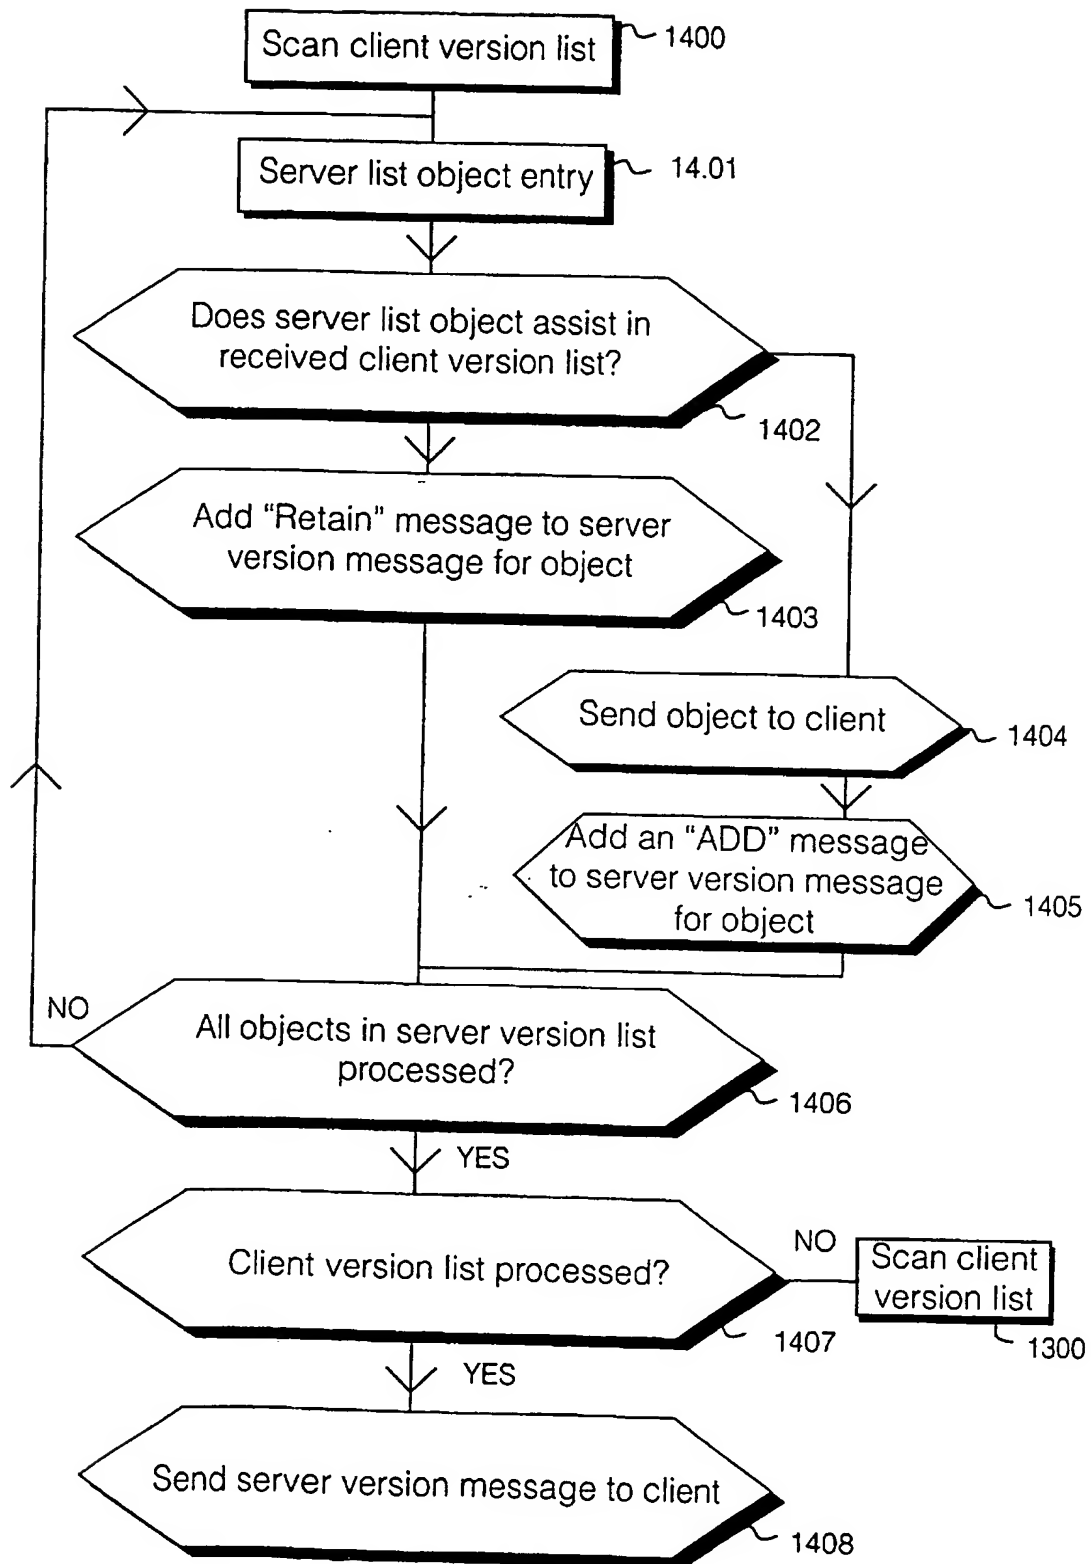 Scan client version list
1400
Server list object entry
14.01
Does server list object assist in
received client version list?
1402
Add “Retain” message to server
version message for object
1403
Send object to client
1404
Add an “ADD” message
to server version message
for object
1405
NO
All objects in server version list
processed?
1406
YES
Client version list processed?
1407
NO
Scan client
version list
1300
YES
Send server version message to client
1408